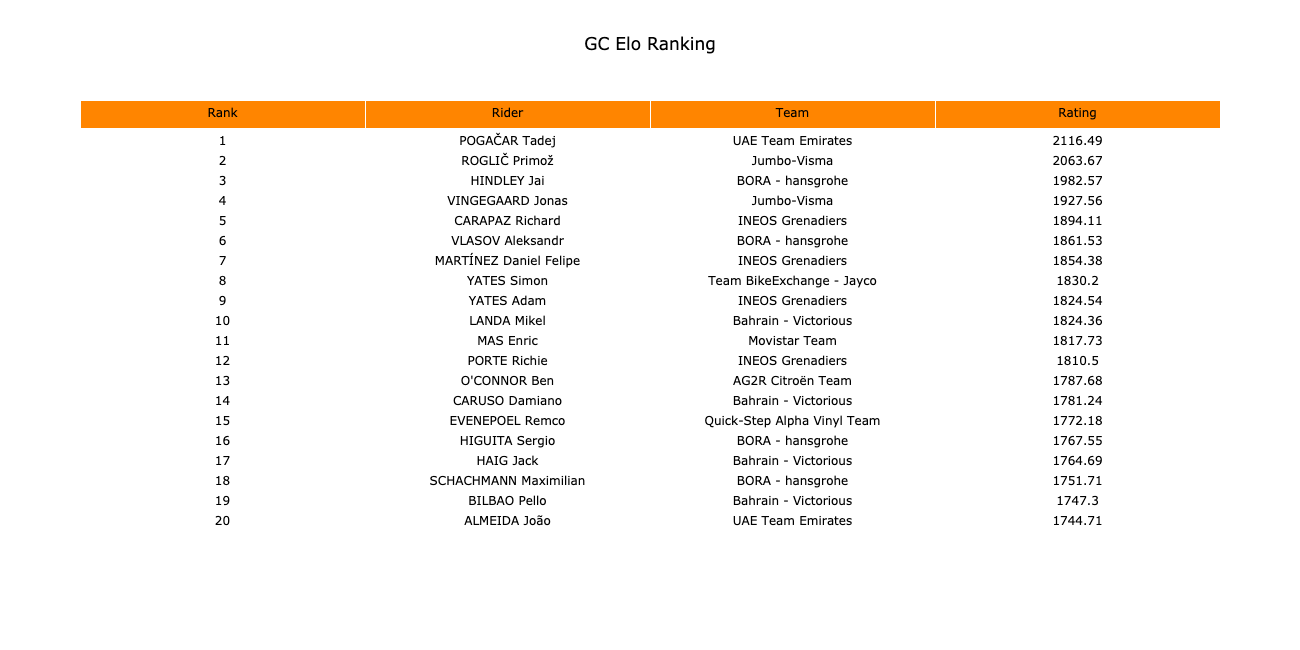 GC Elo Ranking
Rank Rider Team Rating
1 POGAČAR Tadej UAE Team Emirates 2116.49
2 ROGLIČ Primož Jumbo-Visma 2063.67
3 HINDLEY Jai BORA - hansgrohe 1982.57
4 VINGEGAARD Jonas Jumbo-Visma 1927.56
5 CARAPAZ Richard INEOS Grenadiers 1894.11
6 VLASOV Aleksandr BORA - hansgrohe 1861.53
7 MARTÍNEZ Daniel Felipe INEOS Grenadiers 1854.38
8 YATES Simon Team BikeExchange - Jayco 1830.2
9 YATES Adam INEOS Grenadiers 1824.54
10 LANDA Mikel Bahrain - Victorious 1824.36
11 MAS Enric Movistar Team 1817.73
12 PORTE Richie INEOS Grenadiers 1810.5
13 O'CONNOR Ben AG2R Citroën Team 1787.68
14 CARUSO Damiano Bahrain - Victorious 1781.24
15 EVENEPOEL Remco Quick-Step Alpha Vinyl Team 1772.18
16 HIGUITA Sergio BORA - hansgrohe 1767.55
17 HAIG Jack Bahrain - Victorious 1764.69
18 SCHACHMANN Maximilian BORA - hansgrohe 1751.71
19 BILBAO Pello Bahrain - Victorious 1747.3
20 ALMEIDA João UAE Team Emirates 1744.71